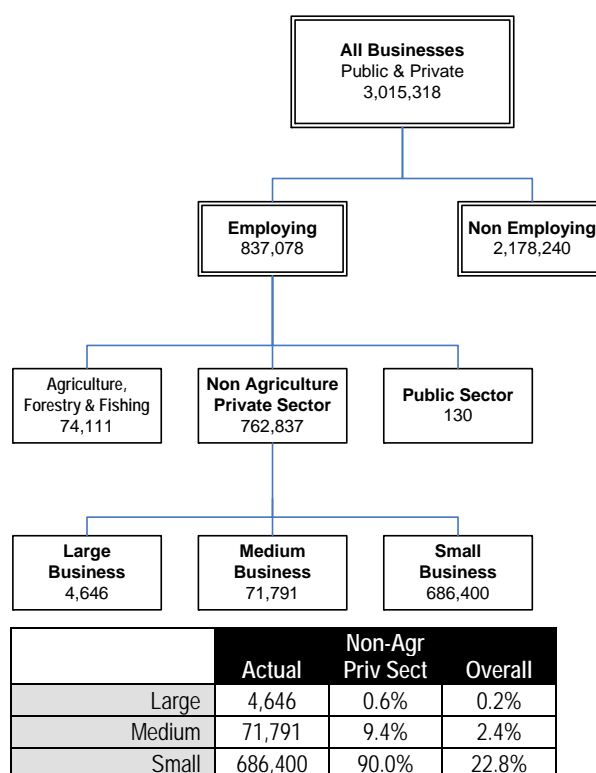 All Businesses
Public & Private
3,015,318
Employing
837,078
Non Employing
2,178,240
Agriculture,
Forestry & Fishing
74,111
Non Agriculture
Private Sector
762,837
Public Sector
130
Large
Business
4,646
Medium
Business
71,791
Small
Business
686,400
Actual Non-Agr Priv Sect Overall
Large 4,646 0.6% 0.2%
Medium 71,791 9.4% 2.4%
Small 686,400 90.0% 22.8%